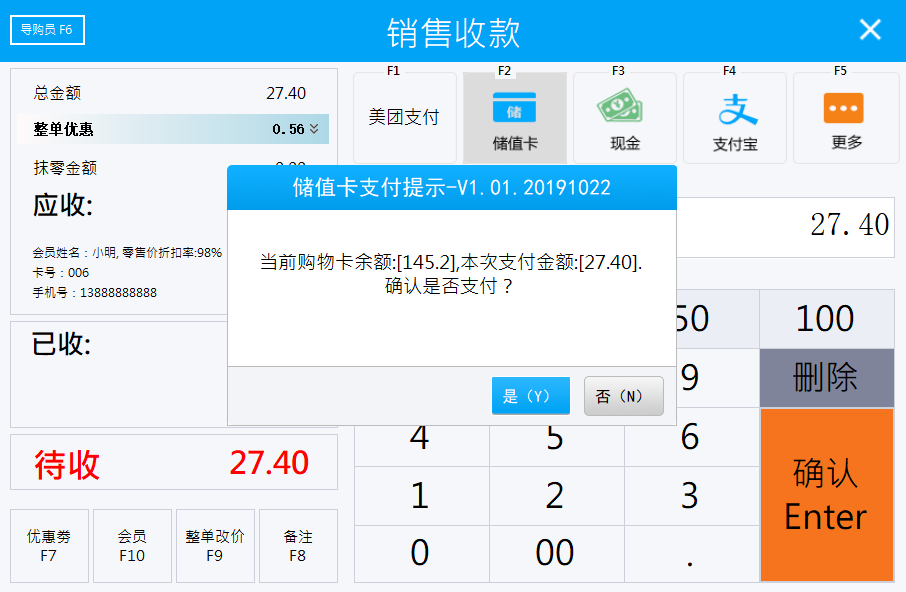 导购员 F6
销售收款
总金额 27.40
整单优惠 0.56
抹零金额
应收:
会员姓名：小明, 零售价折扣率:98%
卡号：006
手机号：13888888888
已收:
待收 27.40
优惠劵 F7
会员 F10
整单改价 F9
备注 F8
F1
美团支付
F2
储
储值卡
F3
现金
F4
支
支付宝
F5
更多
27.40
储值卡支付提示-V1.01.20191022
当前购物卡余额:[145.2],本次支付金额:[27.40].
确认是否支付？
是（Y） 否（N）
50 100
9 删除
4 5 6
确认
Enter
1 2 3
0 00 .